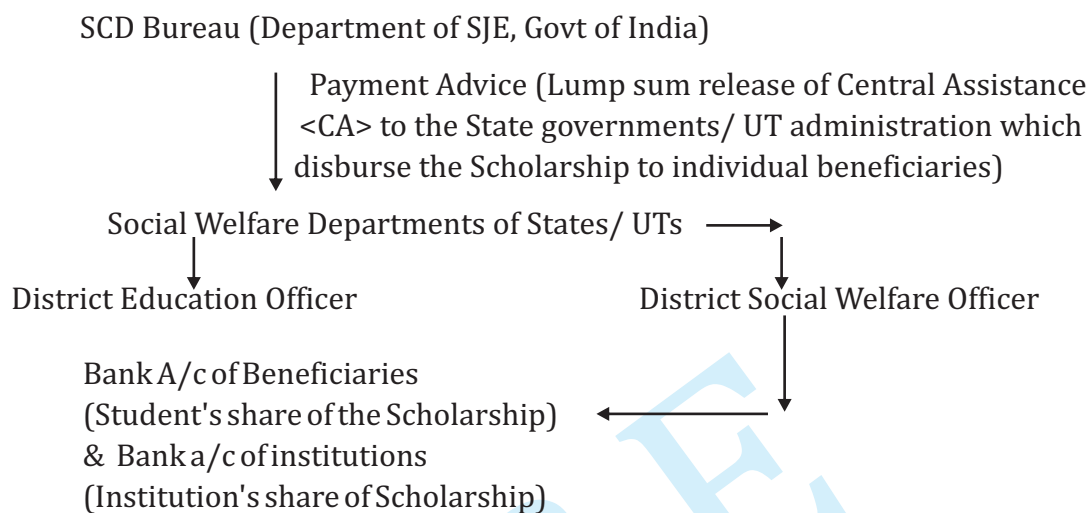 SCD Bureau (Department of SJE, Govt of India)
Payment Advice (Lump sum release of Central Assistance
<CA> to the State governments/ UT administration which
disburse the Scholarship to individual beneficiaries)
Social Welfare Departments of States/ UTs
District Education Officer
District Social Welfare Officer
Bank A/c of Beneficiaries
(Student's share of the Scholarship)
& Bank a/c of institutions
(Institution's share of Scholarship)